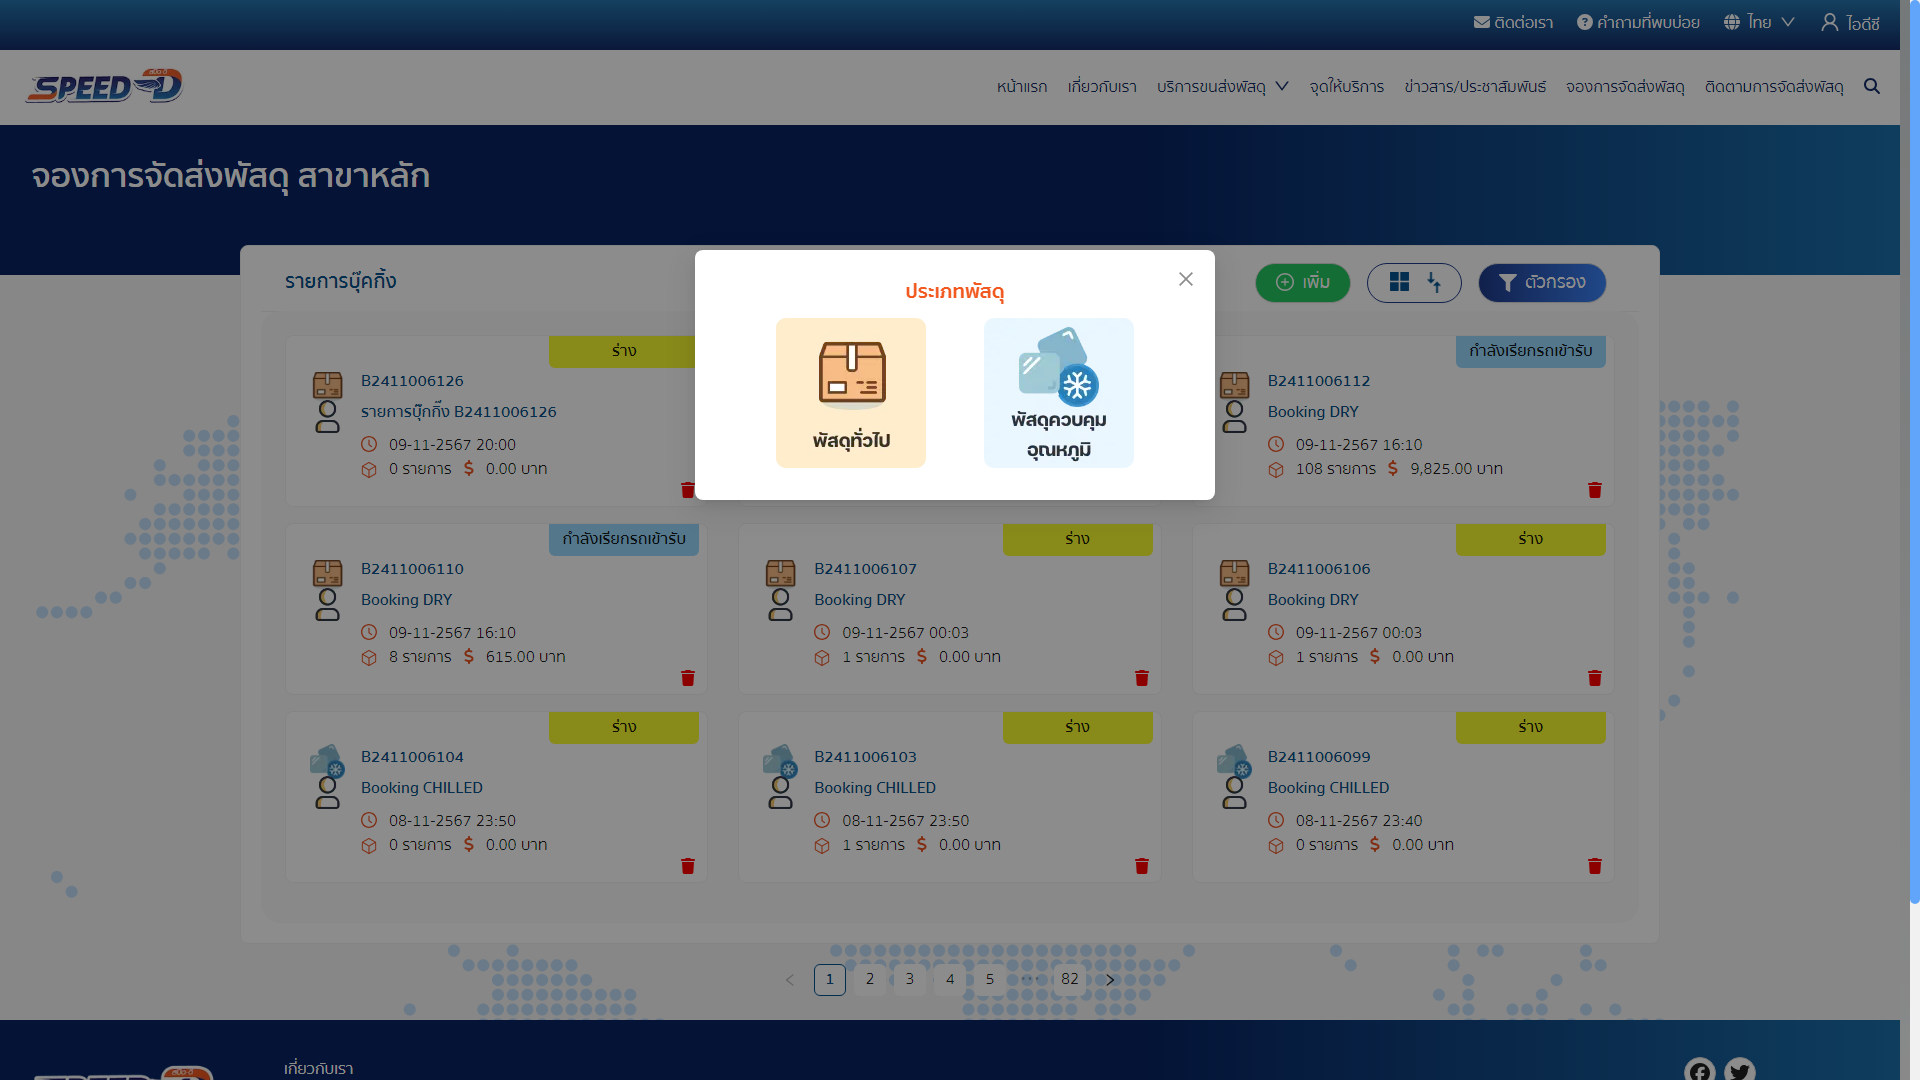 ติดต่อเรา
คำถามที่พบบ่อย
ไทย
ไอดีซี
สปีด-ดี
SPEED-D
หน้าแรก
เกี่ยวกับเรา
บริการขนส่งพัสดุ
จุดให้บริการ
ข่าวสาร/ประชาสัมพันธ์
จองการจัดส่งพัสดุ
ติดตามการจัดส่งพัสดุ
จองการจัดส่งพัสดุ สาขาหลัก
รายการบุ๊คกิ้ง
เพิ่ม
ตัวกรอง
ประเภทพัสดุ
พัสดุทั่วไป
พัสดุควบคุม
อุณหภูมิ
ร่าง
B2411006126
รายการบุ๊กกิ๊ง B2411006126
09-11-2567 20:00
0 รายการ $ 0.00 บาท
กำลังเรียกรถเข้ารับ
B2411006112
Booking DRY
09-11-2567 16:10
108 รายการ $ 9,825.00 บาท
กำลังเรียกรถเข้ารับ
B2411006110
Booking DRY
09-11-2567 16:10
8 รายการ $ 615.00 บาท
ร่าง
B2411006107
Booking DRY
09-11-2567 00:03
1 รายการ $ 0.00 บาท
ร่าง
B2411006106
Booking DRY
09-11-2567 00:03
1 รายการ $ 0.00 บาท
ร่าง
B2411006104
Booking CHILLED
08-11-2567 23:50
0 รายการ $ 0.00 บาท
ร่าง
B2411006103
Booking CHILLED
08-11-2567 23:50
1 รายการ $ 0.00 บาท
ร่าง
B2411006099
Booking CHILLED
08-11-2567 23:40
0 รายการ $ 0.00 บาท
< 1 2 3 4 5 ... 82 >
เกี่ยวกับเรา